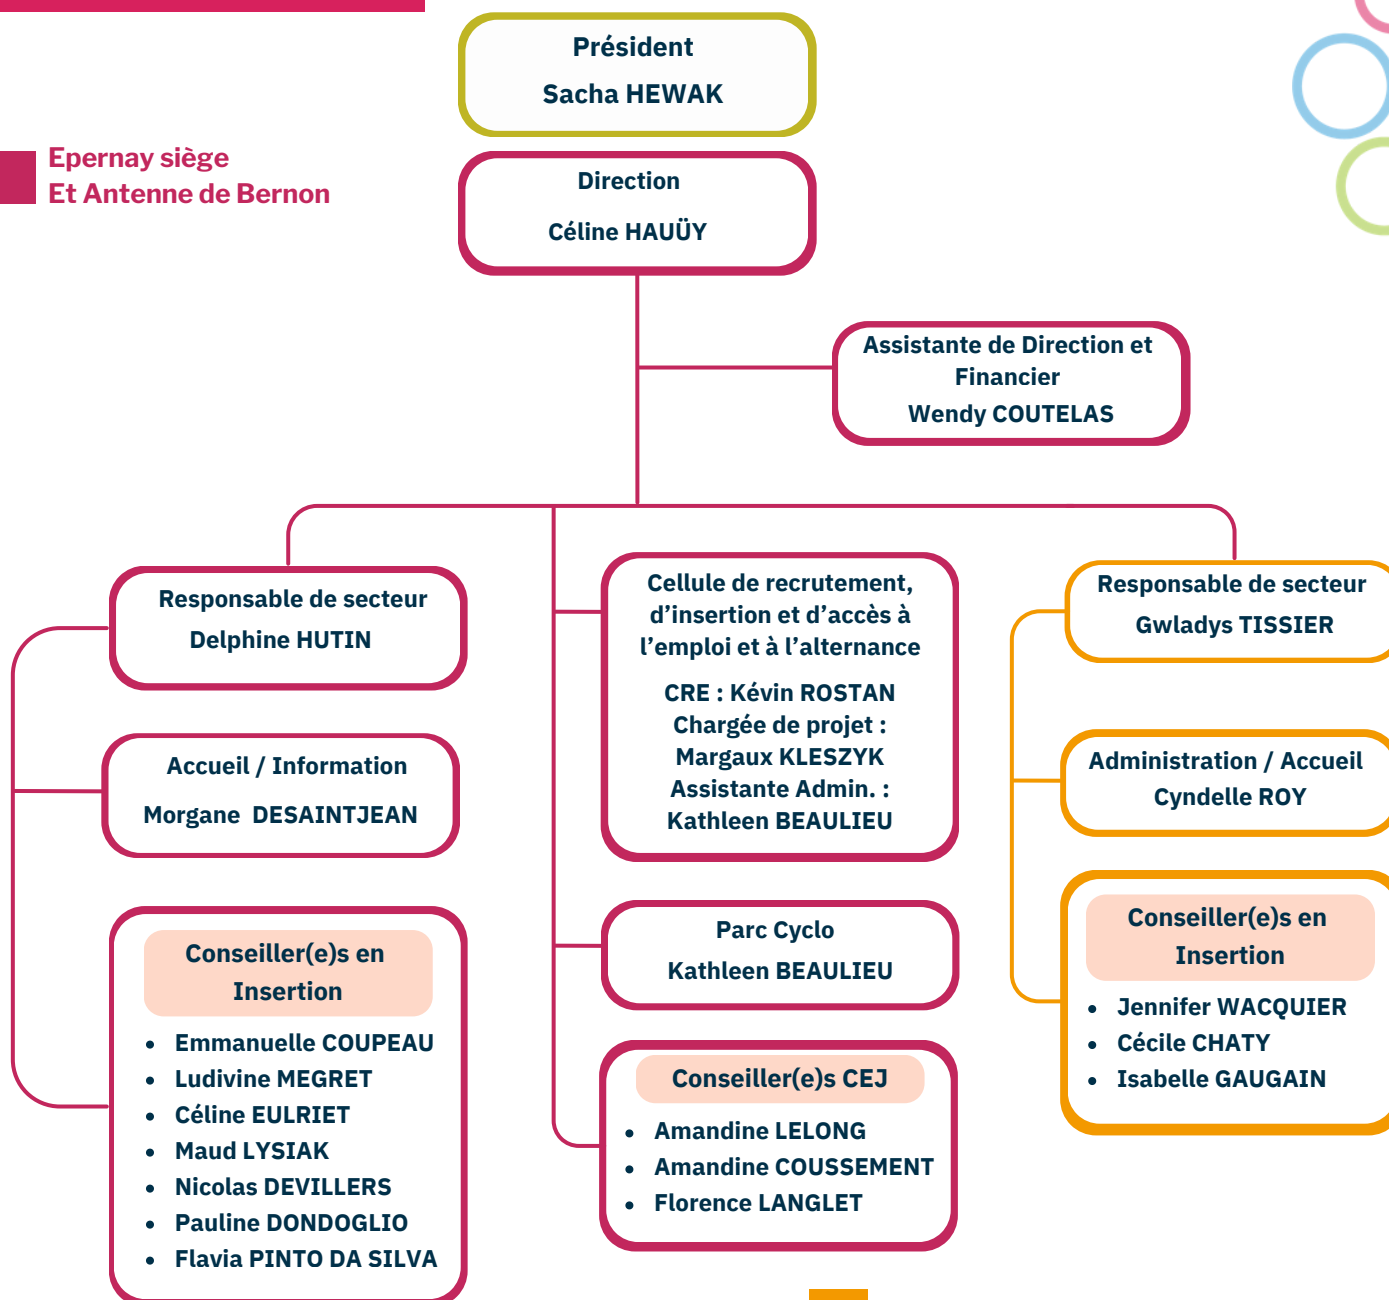 Président
Sacha HEWAK
Epernay siège
Et Antenne de Bernon
Direction
Céline HAUÜY
Assistante de Direction et
Financier
Wendy COUTELAS
Responsable de secteur
Delphine HUTIN
Accueil / Information
Morgane DESAINTJEAN
Conseiller(e)s en
Insertion
• Emmanuelle COUPEAU
• Ludivine MEGRET
• Céline EULRIET
• Maud LYSIAK
• Nicolas DEVILLERS
• Pauline DONDOGLIO
• Flavia PINTO DA SILVA
Cellule de recrutement,
d’insertion et d’accès à
l’emploi et à l’alternance
CRE : Kévin ROSTAN
Chargée de projet :
Margaux KLESZYK
Assistante Admin. :
Kathleen BEAULIEU
Parc Cyclo
Kathleen BEAULIEU
Conseiller(e)s CEJ
• Amandine LELONG
• Amandine COUSSEMENT
• Florence LANGLET
Responsable de secteur
Gwladys TISSIER
Administration / Accueil
Cyndelle ROY
Conseiller(e)s en
Insertion
• Jennifer WACQUIER
• Cécile CHATY
• Isabelle GAUGAIN